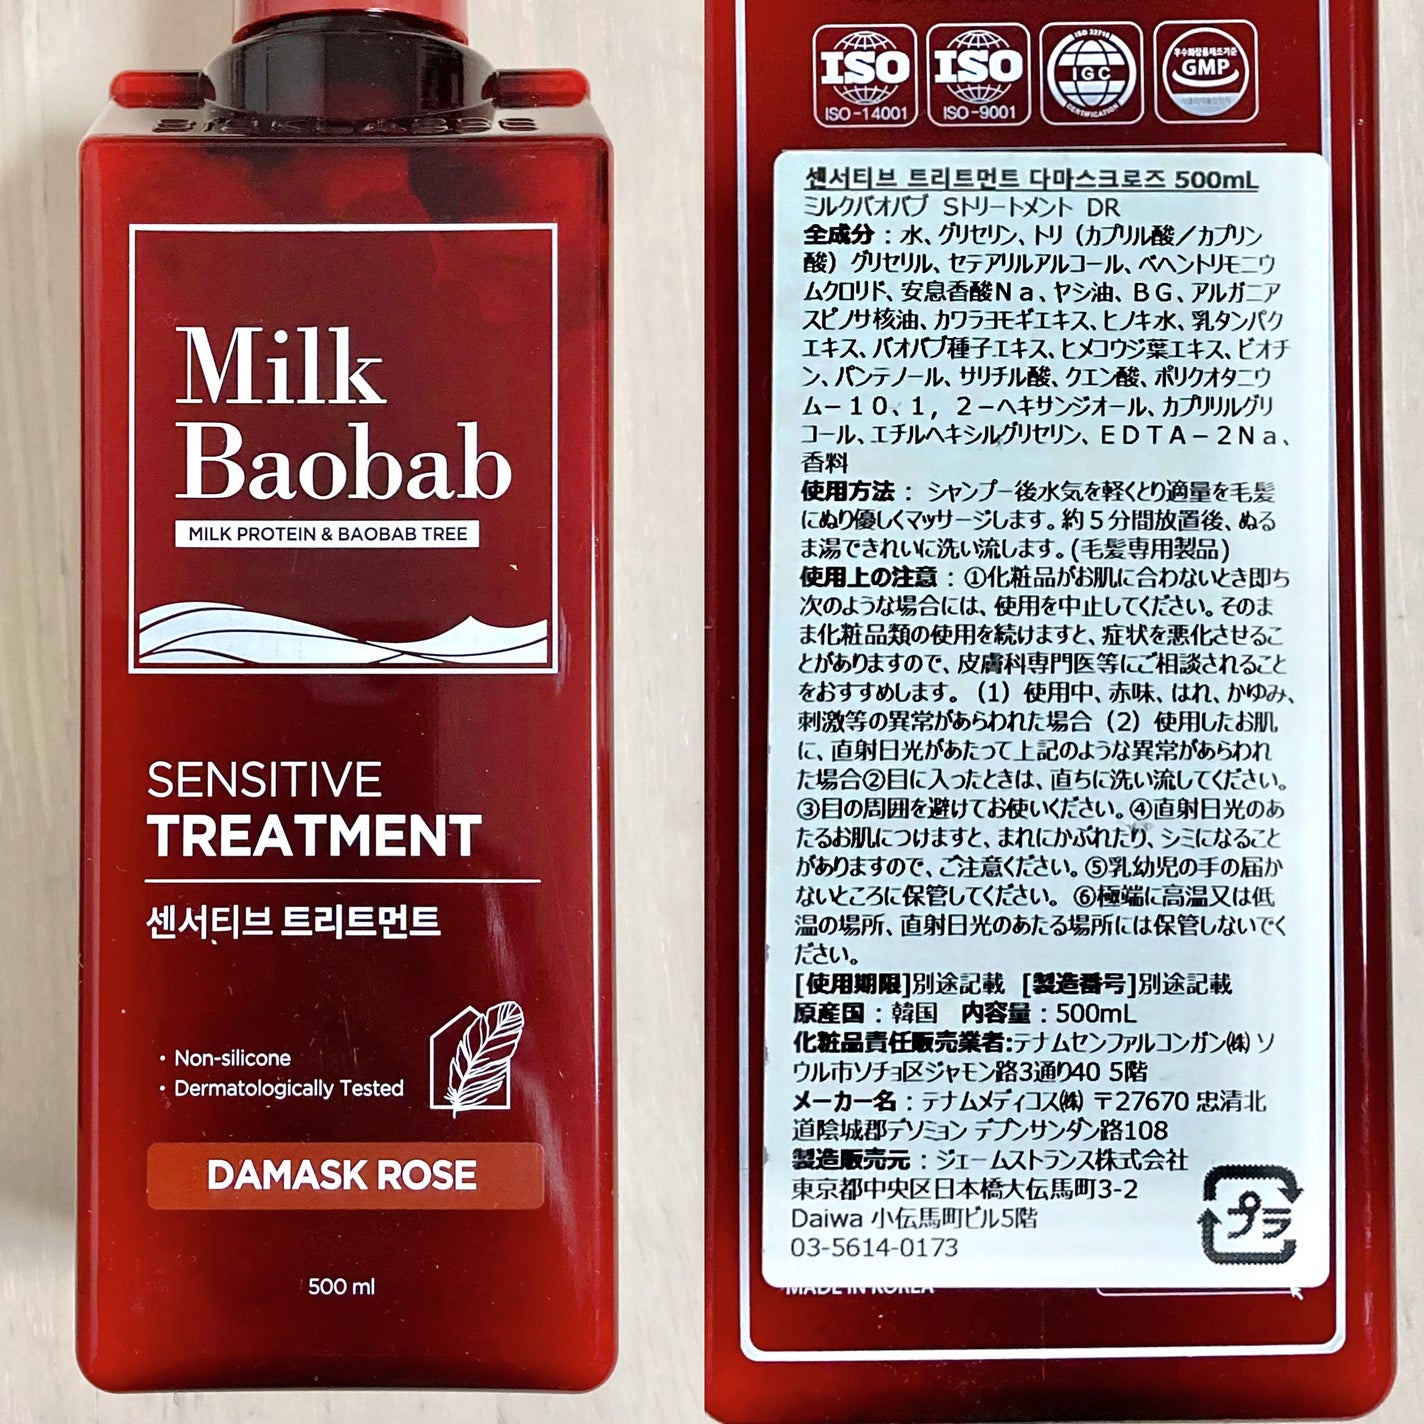 Milk
Baobab
MILK PROTEIN & BAOBAB TREE
SENSITIVE
TREATMENT
센서티브 트리트먼트
• Non-silicone
• Dermatologically Tested
DAMASK ROSE
500 ml
ISO
ISO-14001
ISO
ISO-9001
ISO 22716
IGC
CERTIFICATION
우수화장품제조기준
GMP
센서티브 트리트먼트 다마스크로즈 500mL
ミルクバオバブ Sトリートメント DR
全成分：水、グリセリン、トリ（カプリル酸／カプリン
酸）グリセリル、セテアリルアルコール、ベヘントリモニウ
ムクロリド、安息香酸Ｎａ、ヤシ油、ＢＧ、アルガニア
スピノサ核油、カワラヨモギエキス、ヒノキ水、乳タンパク
エキス、バオバブ種子エキス、ヒメコウジ葉エキス、ビオチ
ン、パンテノール、サリチル酸、クエン酸、ポリクオタニウ
ム－１０、１，２－ヘキサンジオール、カプリリルグリ
コール、エチルヘキシルグリセリン、ＥＤＴＡ－２Ｎａ、
香料
使用方法： シャンプー後水気を軽くとり適量を毛髪
にぬり優しくマッサージします。約５分間放置後、ぬる
ま湯できれいに洗い流します。(毛髪専用製品)
使用上の注意：①化粧品がお肌に合わないとき即ち
次のような場合には、使用を中止してください。そのま
ま化粧品類の使用を続けますと、症状を悪化させるこ
とがありますので、皮膚科専門医等にご相談されること
をおすすめします。（1）使用中、赤味、はれ、かゆみ、
刺激等の異常があらわれた場合（2）使用したお肌
に、直射日光があたって上記のような異常があらわれ
た場合②目に入ったときは、直ちに洗い流してください。
③目の周囲を避けてお使いください。④直射日光のあ
たるお肌につけますと、まれにかぶれたり、シミになること
がありますので、ご注意ください。⑤乳幼児の手の届か
ないところに保管してください。⑥極端に高温又は低
温の場所、直射日光のあたる場所には保管しないでく
ださい。
[使用期限]別途記載 [製造番号]別途記載
原産国：韓国 内容量：500mL
化粧品責任販売業者:テナムセンファルコンガン㈱ ソ
ウル市ソチョ区ジャモン路3通り40 5階
メーカー名：テナムメディコス㈱ 〒27670 忠清北
道陰城郡デソミョン デプンサンダン路108
製造販売元：ジェームストランス株式会社
東京都中央区日本橋大伝馬町3-2
Daiwa 小伝馬町ビル5階
03-5614-0173
プラ
MADE IN KOREA